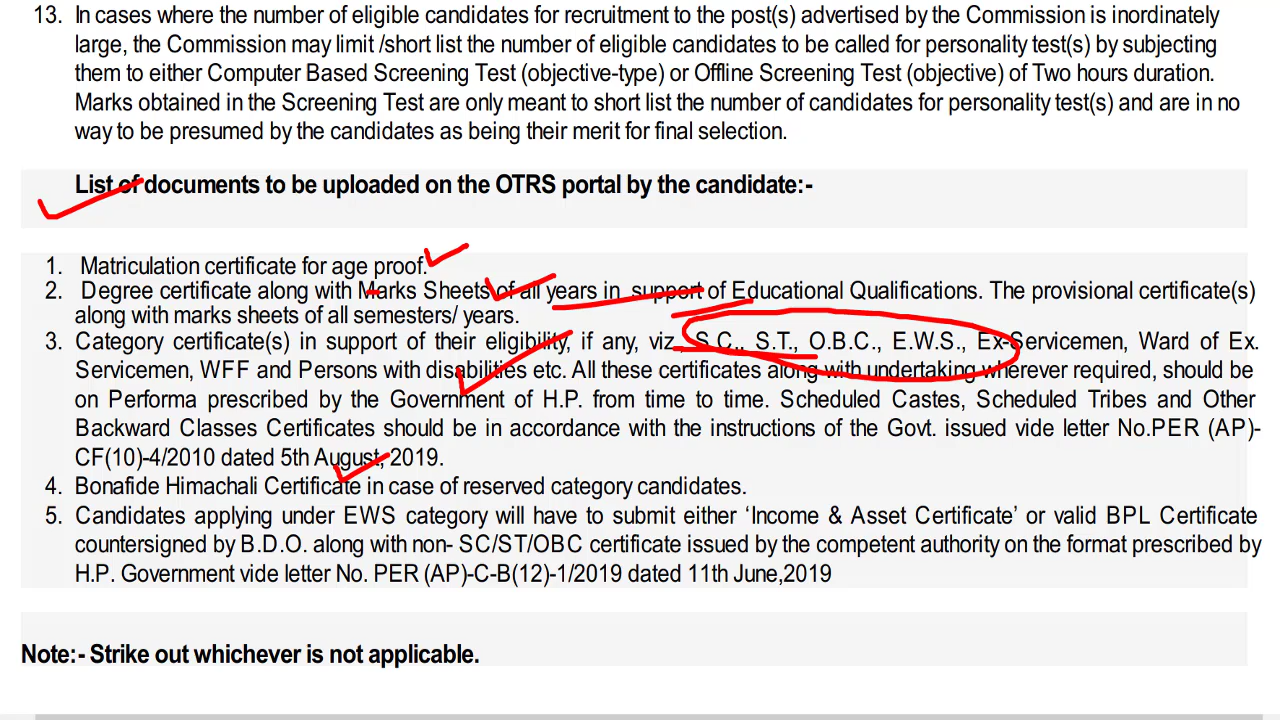 13. In cases where the number of eligible candidates for recruitment to the post(s) advertised by the Commission is inordinately
large, the Commission may limit /short list the number of eligible candidates to be called for personality test(s) by subjecting
them to either Computer Based Screening Test (objective-type) or Offline Screening Test (objective) of Two hours duration.
Marks obtained in the Screening Test are only meant to short list the number of candidates for personality test(s) and are in no
way to be presumed by the candidates as being their merit for final selection.
List of documents to be uploaded on the OTRS portal by the candidate:-
1. Matriculation certificate for age proof.
2. Degree certificate along with Marks Sheets of all years in support of Educational Qualifications. The provisional certificate(s)
along with marks sheets of all semesters/ years.
3. Category certificate(s) in support of their eligibility, if any, viz, S.C., S.T., O.B.C., E.W.S., Ex-Servicemen, Ward of Ex.
Servicemen, WFF and Persons with disabilities etc. All these certificates along with undertaking wherever required, should be
on Performa prescribed by the Government of H.P. from time to time. Scheduled Castes, Scheduled Tribes and Other
Backward Classes Certificates should be in accordance with the instructions of the Govt. issued vide letter No.PER (AP)-
CF(10)-4/2010 dated 5th August, 2019.
4. Bonafide Himachali Certificate in case of reserved category candidates.
5. Candidates applying under EWS category will have to submit either ‘Income & Asset Certificate’ or valid BPL Certificate
countersigned by B.D.O. along with non- SC/ST/OBC certificate issued by the competent authority on the format prescribed by
H.P. Government vide letter No. PER (AP)-C-B(12)-1/2019 dated 11th June,2019
Note:- Strike out whichever is not applicable.